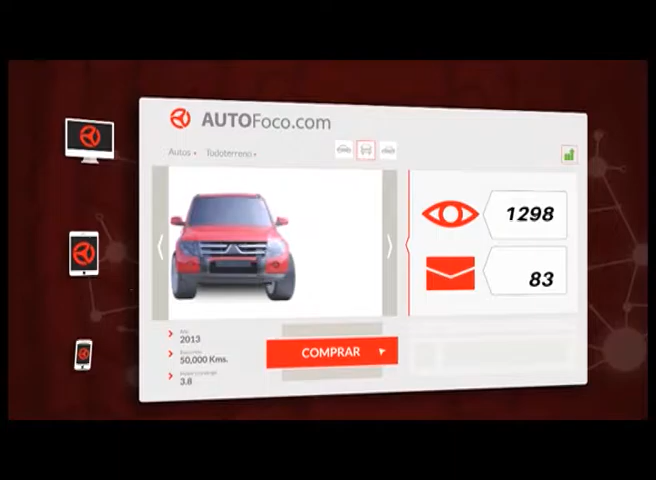 AUTOFoco.com
Autos
Todoterreno
1298
83
2013
50,000 Kms.
3.8
COMPRAR